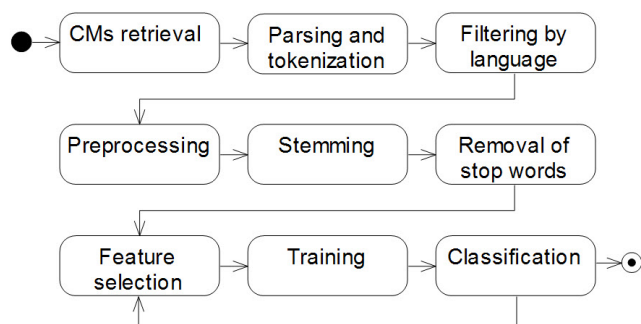 CMs retrieval
Parsing and
tokenization
Filtering by
language
Preprocessing
Stemming
Removal of
stop words
Feature
selection
Training
Classification